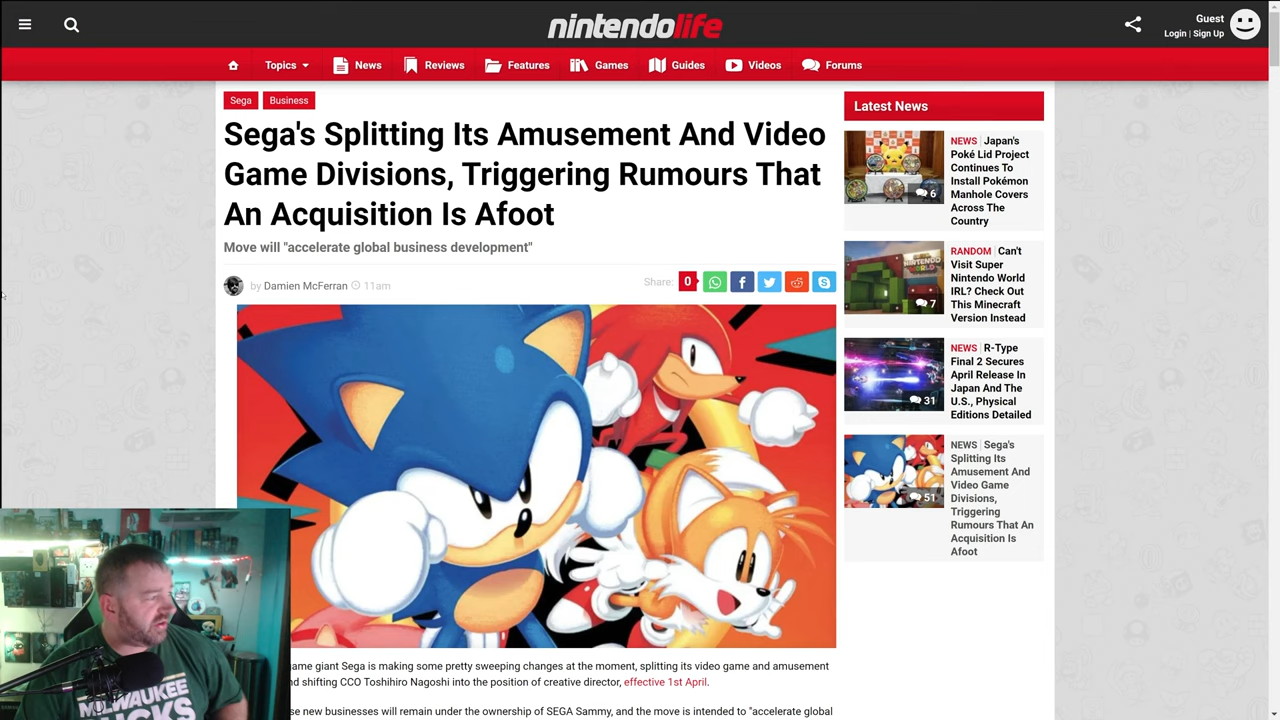 nintendolife
Guest
Login | Sign Up
Topics
News
Reviews
Features
Games
Guides
Videos
Forums
Sega
Business
Sega's Splitting Its Amusement And Video
Game Divisions, Triggering Rumours That
An Acquisition Is Afoot
Move will "accelerate global business development"
by Damien McFerran 11am
Share: 0
game giant Sega is making some pretty sweeping changes at the moment, splitting its video game and amusement
shifting CCO Toshihiro Nagoshi into the position of creative director, effective 1st April.
new businesses will remain under the ownership of SEGA Sammy, and the move is intended to "accelerate global
Latest News
NEWS | Japan's
Poké Lid Project
Continues To
Install Pokémon
Manhole Covers
Across The
Country
6
RANDOM | Can't
Visit Super
Nintendo World
IRL? Check Out
This Minecraft
Version Instead
7
NEWS | R-Type
Final 2 Secures
April Release In
Japan And The
U.S., Physical
Editions Detailed
31
NEWS | Sega's
Splitting Its
Amusement And
Video Game
Divisions,
Triggering
Rumours That An
Acquisition Is
Afoot
51
MILWAUKEE
BUCKS